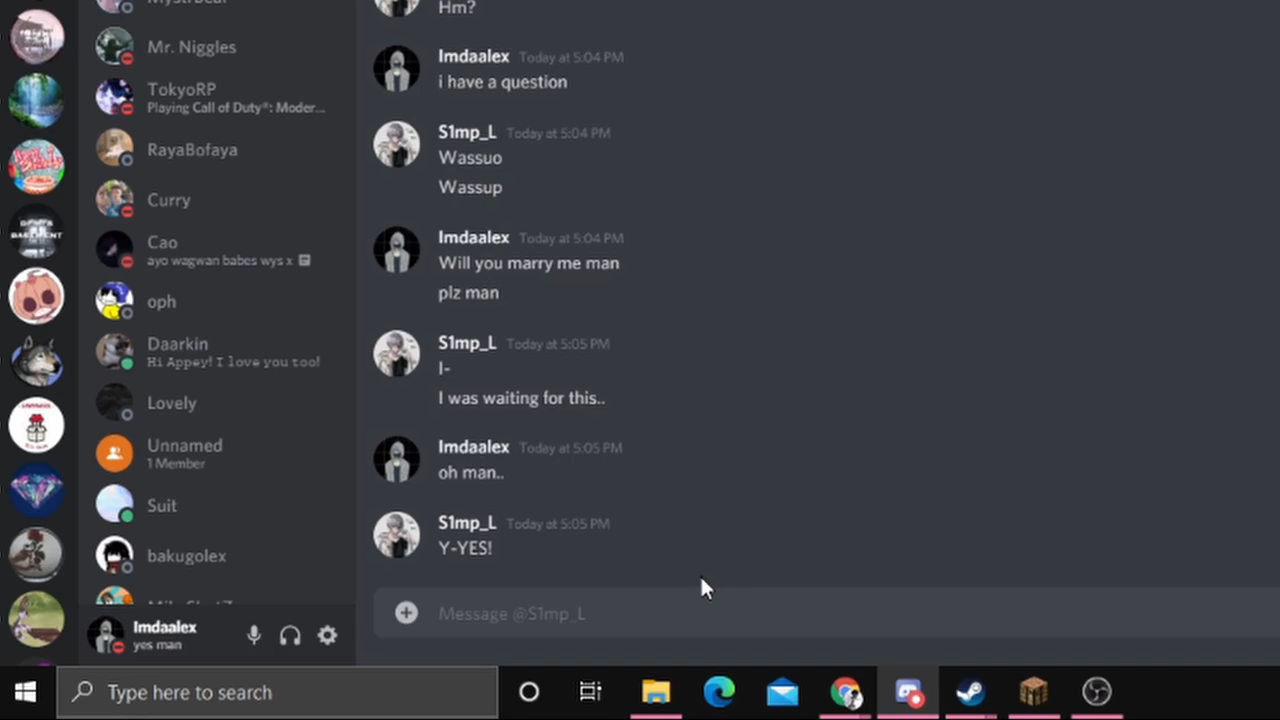 Hm?
Mr. Niggles
TokyoRP
Playing Call of Duty®: Moder...
RayaBofaya
Curry
Cao
ayo wagwan babes wys x
oph
Daarkin
Hi Appey! I love you too!
Lovely
Unnamed
1 Member
Suit
bakugolex
Imdaalex
yes man
Imdaalex Today at 5:04 PM
i have a question
S1mp_L Today at 5:04 PM
Wassuo
Wassup
Imdaalex Today at 5:04 PM
Will you marry me man
plz man
S1mp_L Today at 5:05 PM
I-
I was waiting for this..
Imdaalex Today at 5:05 PM
oh man..
S1mp_L Today at 5:05 PM
Y-YES!
Message @S1mp_L
Type here to search